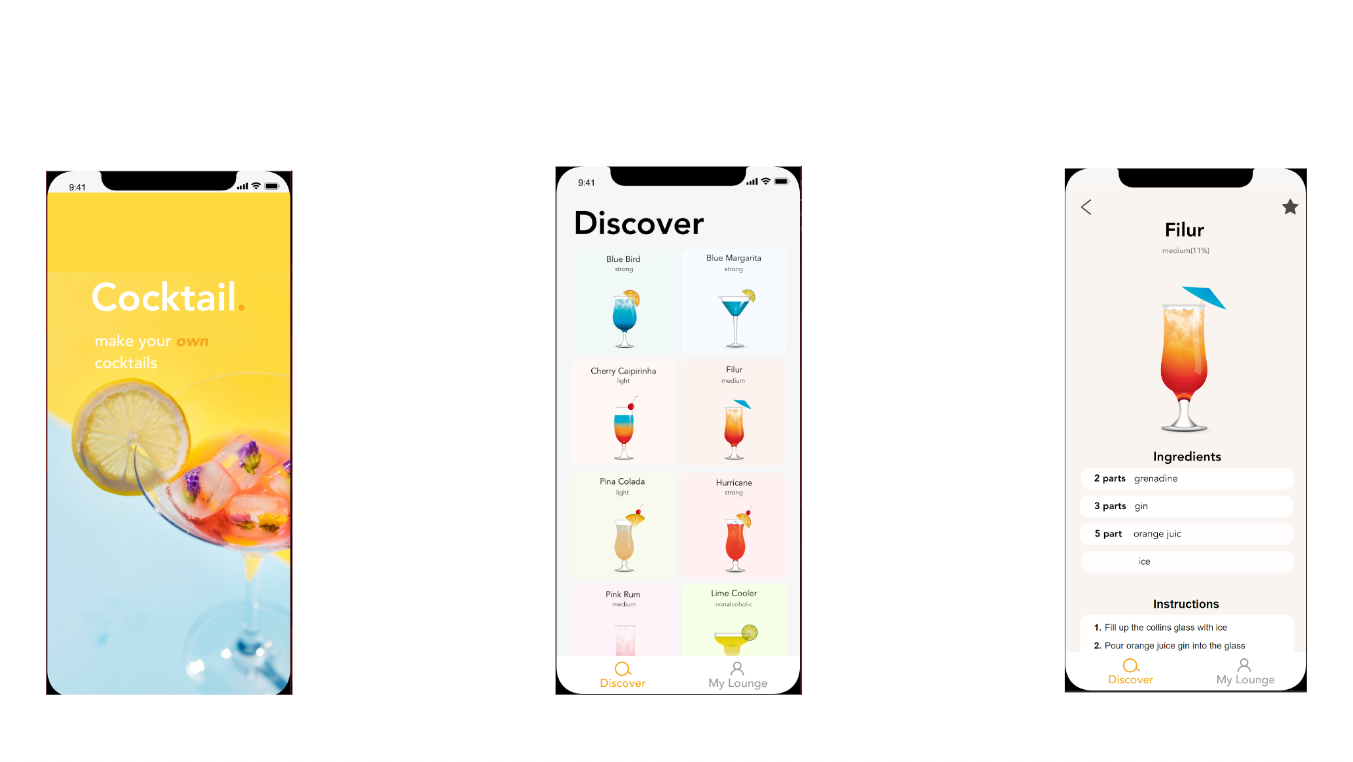 9:41
Cocktail.
make your own
cocktails
9:41
Discover
Blue Bird
strong
Blue Margarita
strong
Cherry Caipirinha
light
Filur
medium
Pina Colada
light
Hurricane
strong
Pink Rum
medium
Lime Cooler
nonalcoholic
Discover
My Lounge
Filur
medium(11%)
Ingredients
2 parts grenadine
3 parts gin
5 part orange juic
ice
Instructions
1. Fill up the collins glass with ice
2. Pour orange juice gin into the glass
Discover
My Lounge